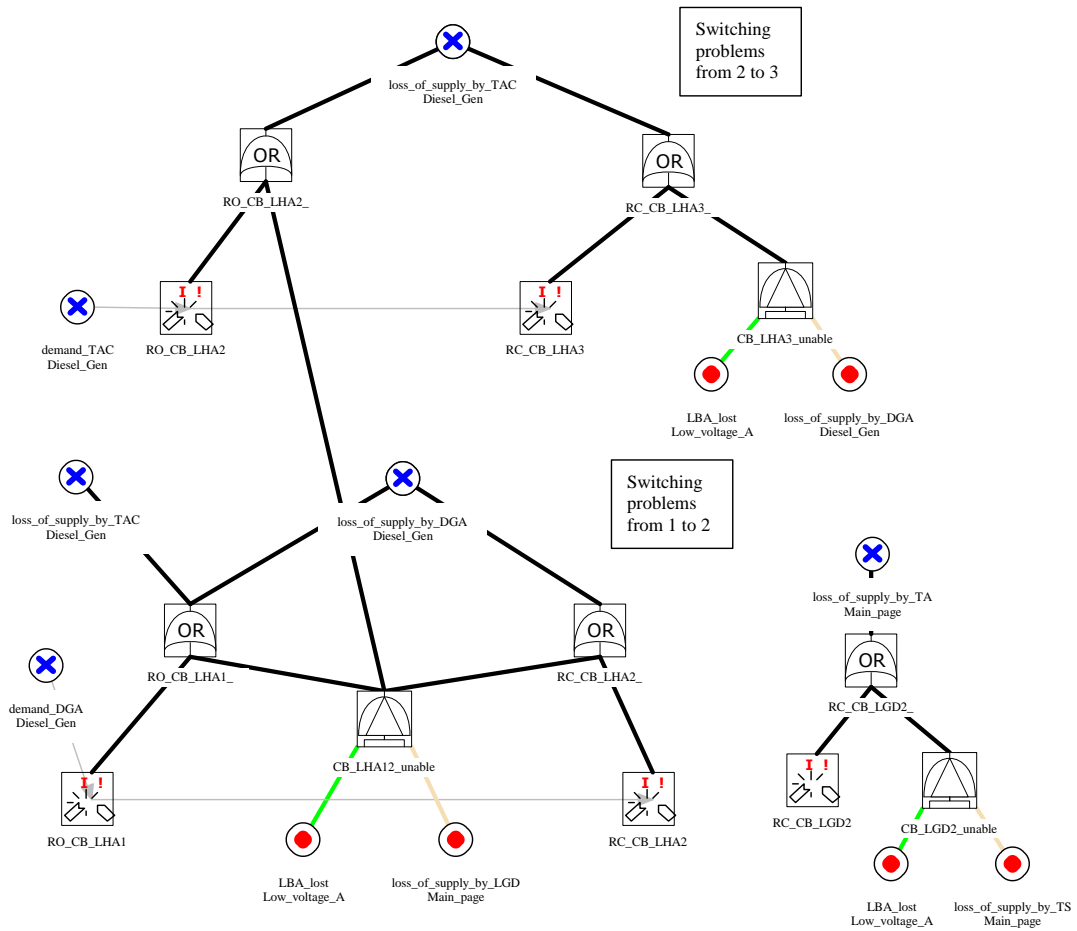 Switching
problems
from 2 to 3
loss_of_supply_by_TAC
Diesel_Gen
OR
OR
RO_CB_LHA2_
RC_CB_LHA3_
I !
I !
demand_TAC
Diesel_Gen
RO_CB_LHA2
RC_CB_LHA3
CB_LHA3_unable
LBA_lost
Low_voltage_A
loss_of_supply_by_DGA
Diesel_Gen
Switching
problems
from 1 to 2
loss_of_supply_by_TAC
Diesel_Gen
loss_of_supply_by_DGA
Diesel_Gen
loss_of_supply_by_TA
Main_page
OR
OR
OR
RO_CB_LHA1_
RC_CB_LHA2_
RC_CB_LGD2_
demand_DGA
Diesel_Gen
CB_LHA12_unable
I !
I !
I !
RO_CB_LHA1
RC_CB_LHA2
RC_CB_LGD2
CB_LGD2_unable
LBA_lost
Low_voltage_A
loss_of_supply_by_LGD
Main_page
LBA_lost
Low_voltage_A
loss_of_supply_by_TS
Main_page